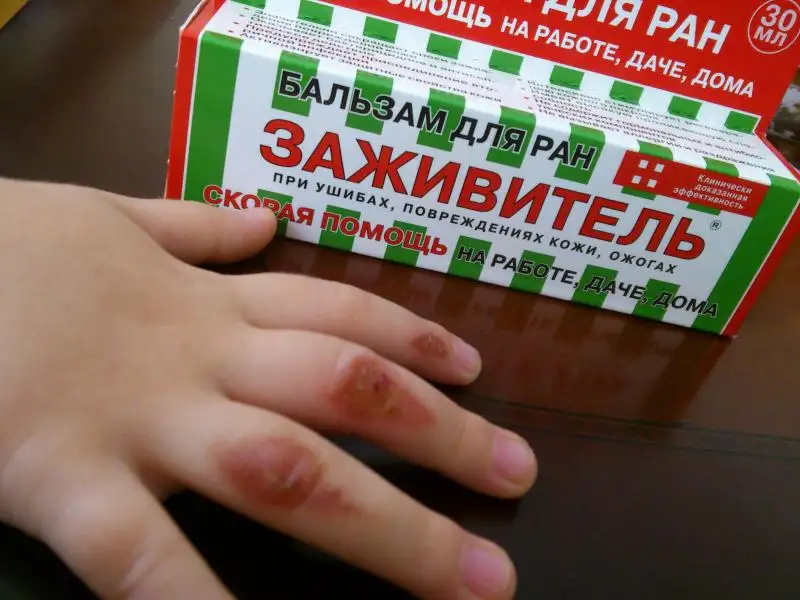 ДЛЯ РАН
ПОМОЩЬ НА РАБОТЕ, ДАЧЕ, ДОМА
30
МЛ
БАЛЬЗАМ ДЛЯ РАН
ЗАЖИВИТЕЛЬ®
ПРИ УШИБАХ, ПОВРЕЖДЕНИЯХ КОЖИ, ОЖОГАХ
СКОРАЯ ПОМОЩЬ НА РАБОТЕ, ДАЧЕ, ДОМА
Клинически
доказанная
эффективность